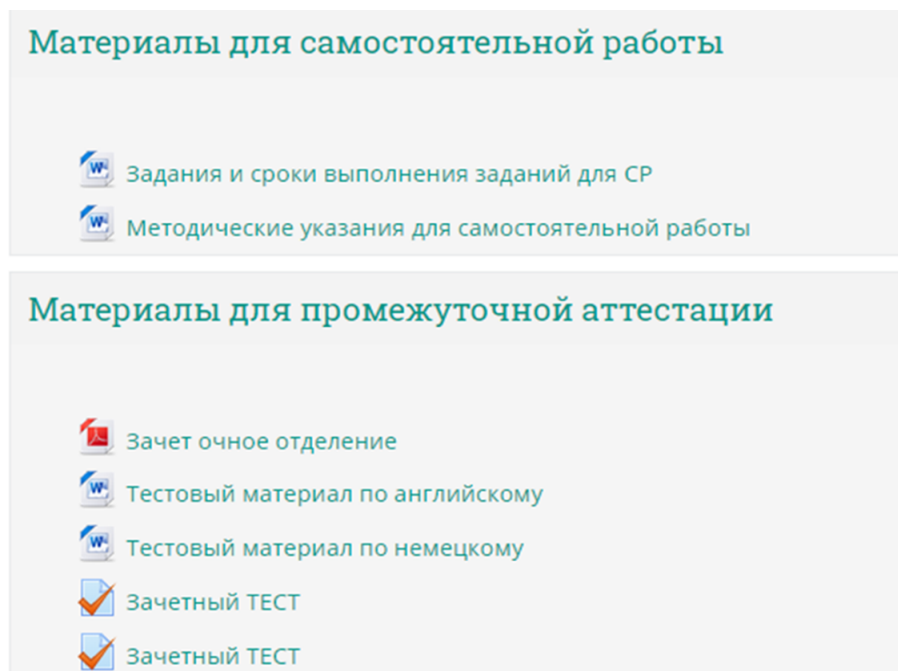 Материалы для самостоятельной работы
Задания и сроки выполнения заданий для СР
Методические указания для самостоятельной работы
Материалы для промежуточной аттестации
Зачет очное отделение
Тестовый материал по английскому
Тестовый материал по немецкому
Зачетный ТЕСТ
Зачетный ТЕСТ